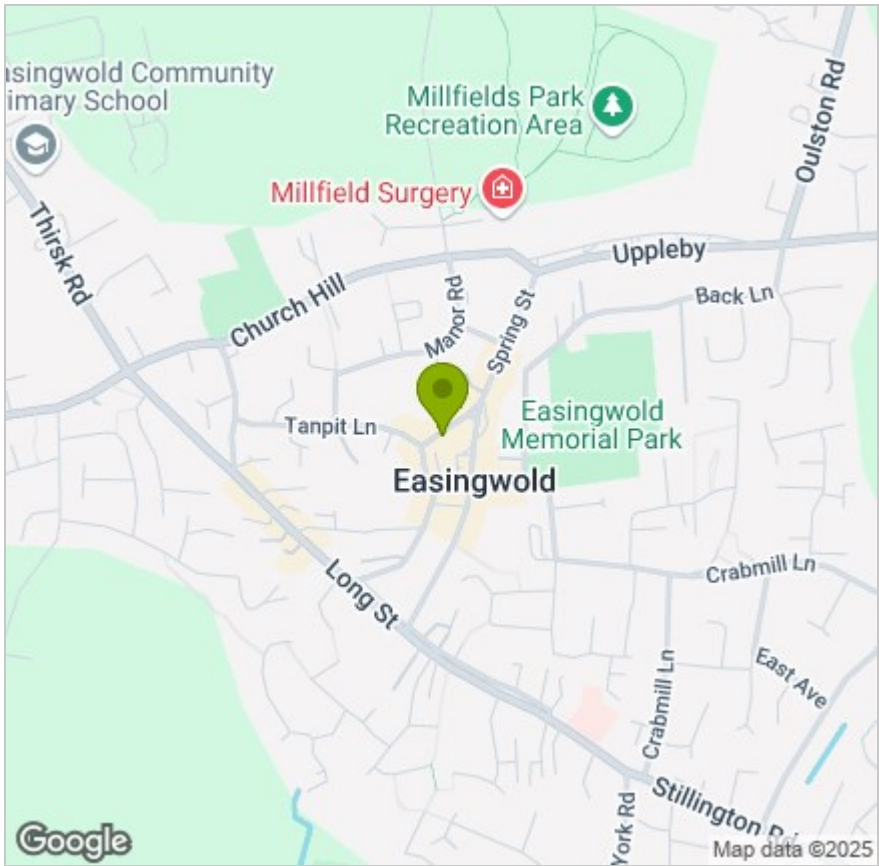 asingwold Community
imary School
Millfields Park
Recreation Area
Oulston Rd
Millfield Surgery
Thirsk Rd
Uppleby
Church Hill
Manor Rd
Spring St
Back Ln
Tanpit Ln
Easingwold
Memorial Park
Easingwold
Long St
Crabmill Ln
East Ave
Crabmill Ln
York Rd
Stillington Rd
Google
Map data ©2025